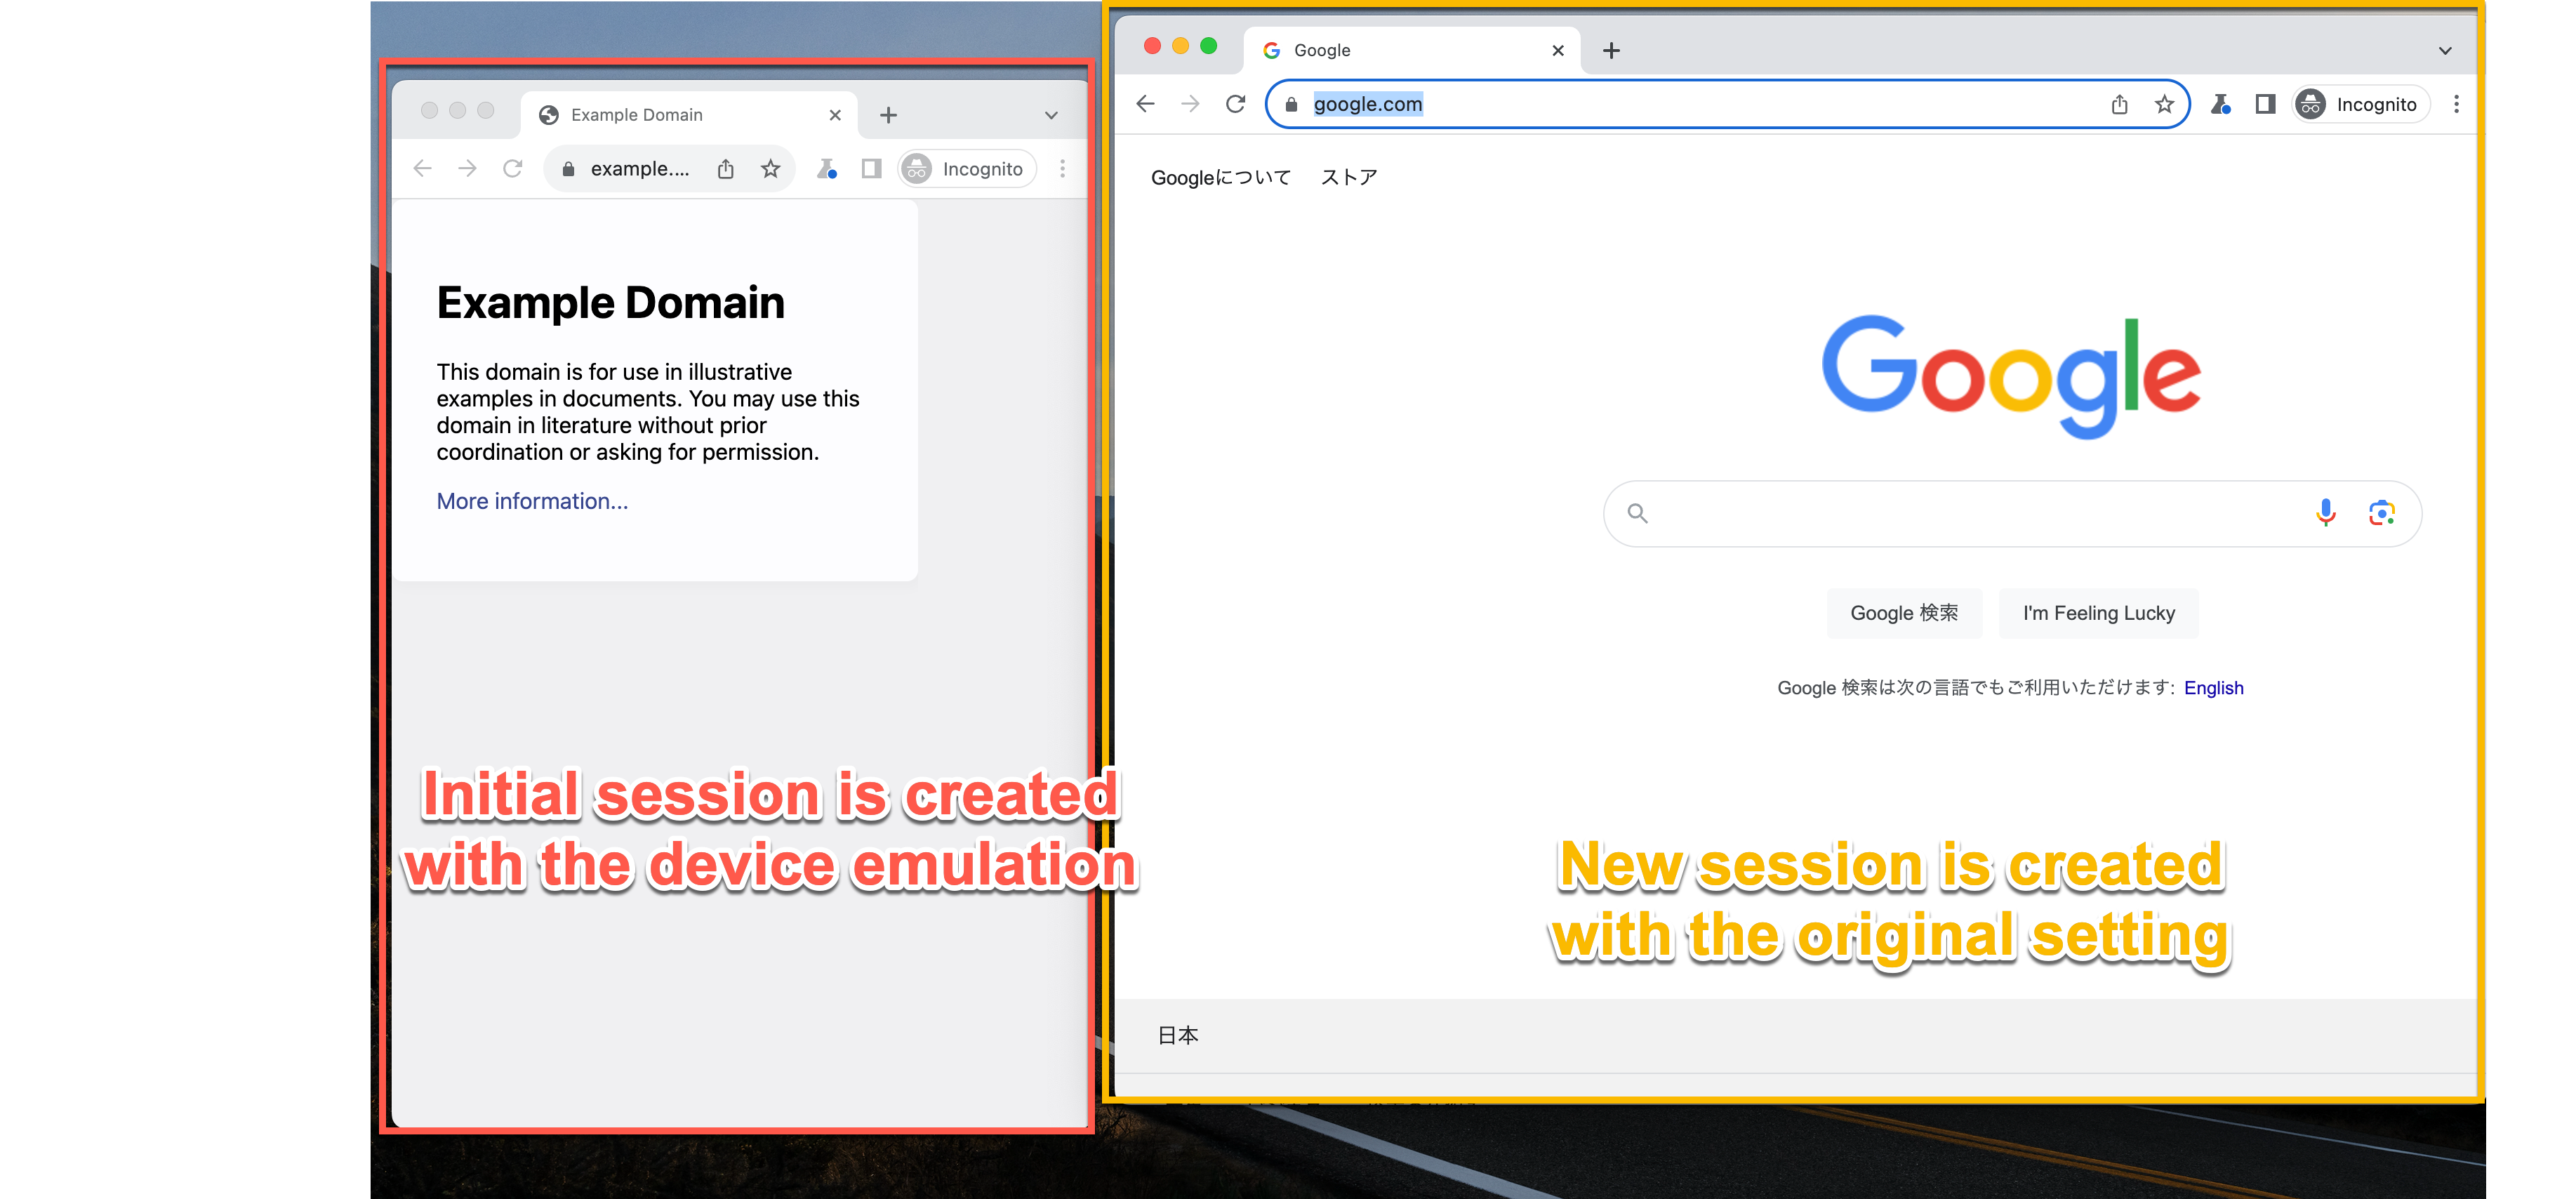 Example Domain
example....
Incognito
Example Domain
This domain is for use in illustrative
examples in documents. You may use this
domain in literature without prior
coordination or asking for permission.
More information...
Initial session is created
with the device emulation
Google
google.com
Incognito
Googleについて ストア
Google
Google 検索 I'm Feeling Lucky
Google 検索は次の言語でもご利用いただけます: English
New session is created
with the original setting
日本